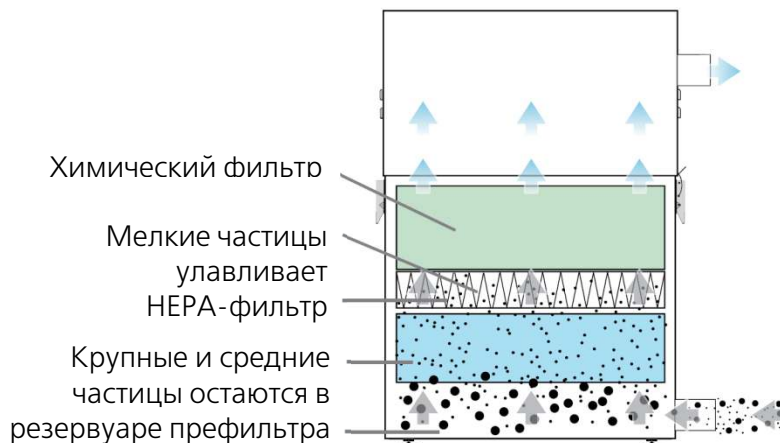 Химический фильтр
Мелкие частицы
улавливает
HEPA-фильтр
Крупные и средние
частицы остаются в
резервуаре префильтра